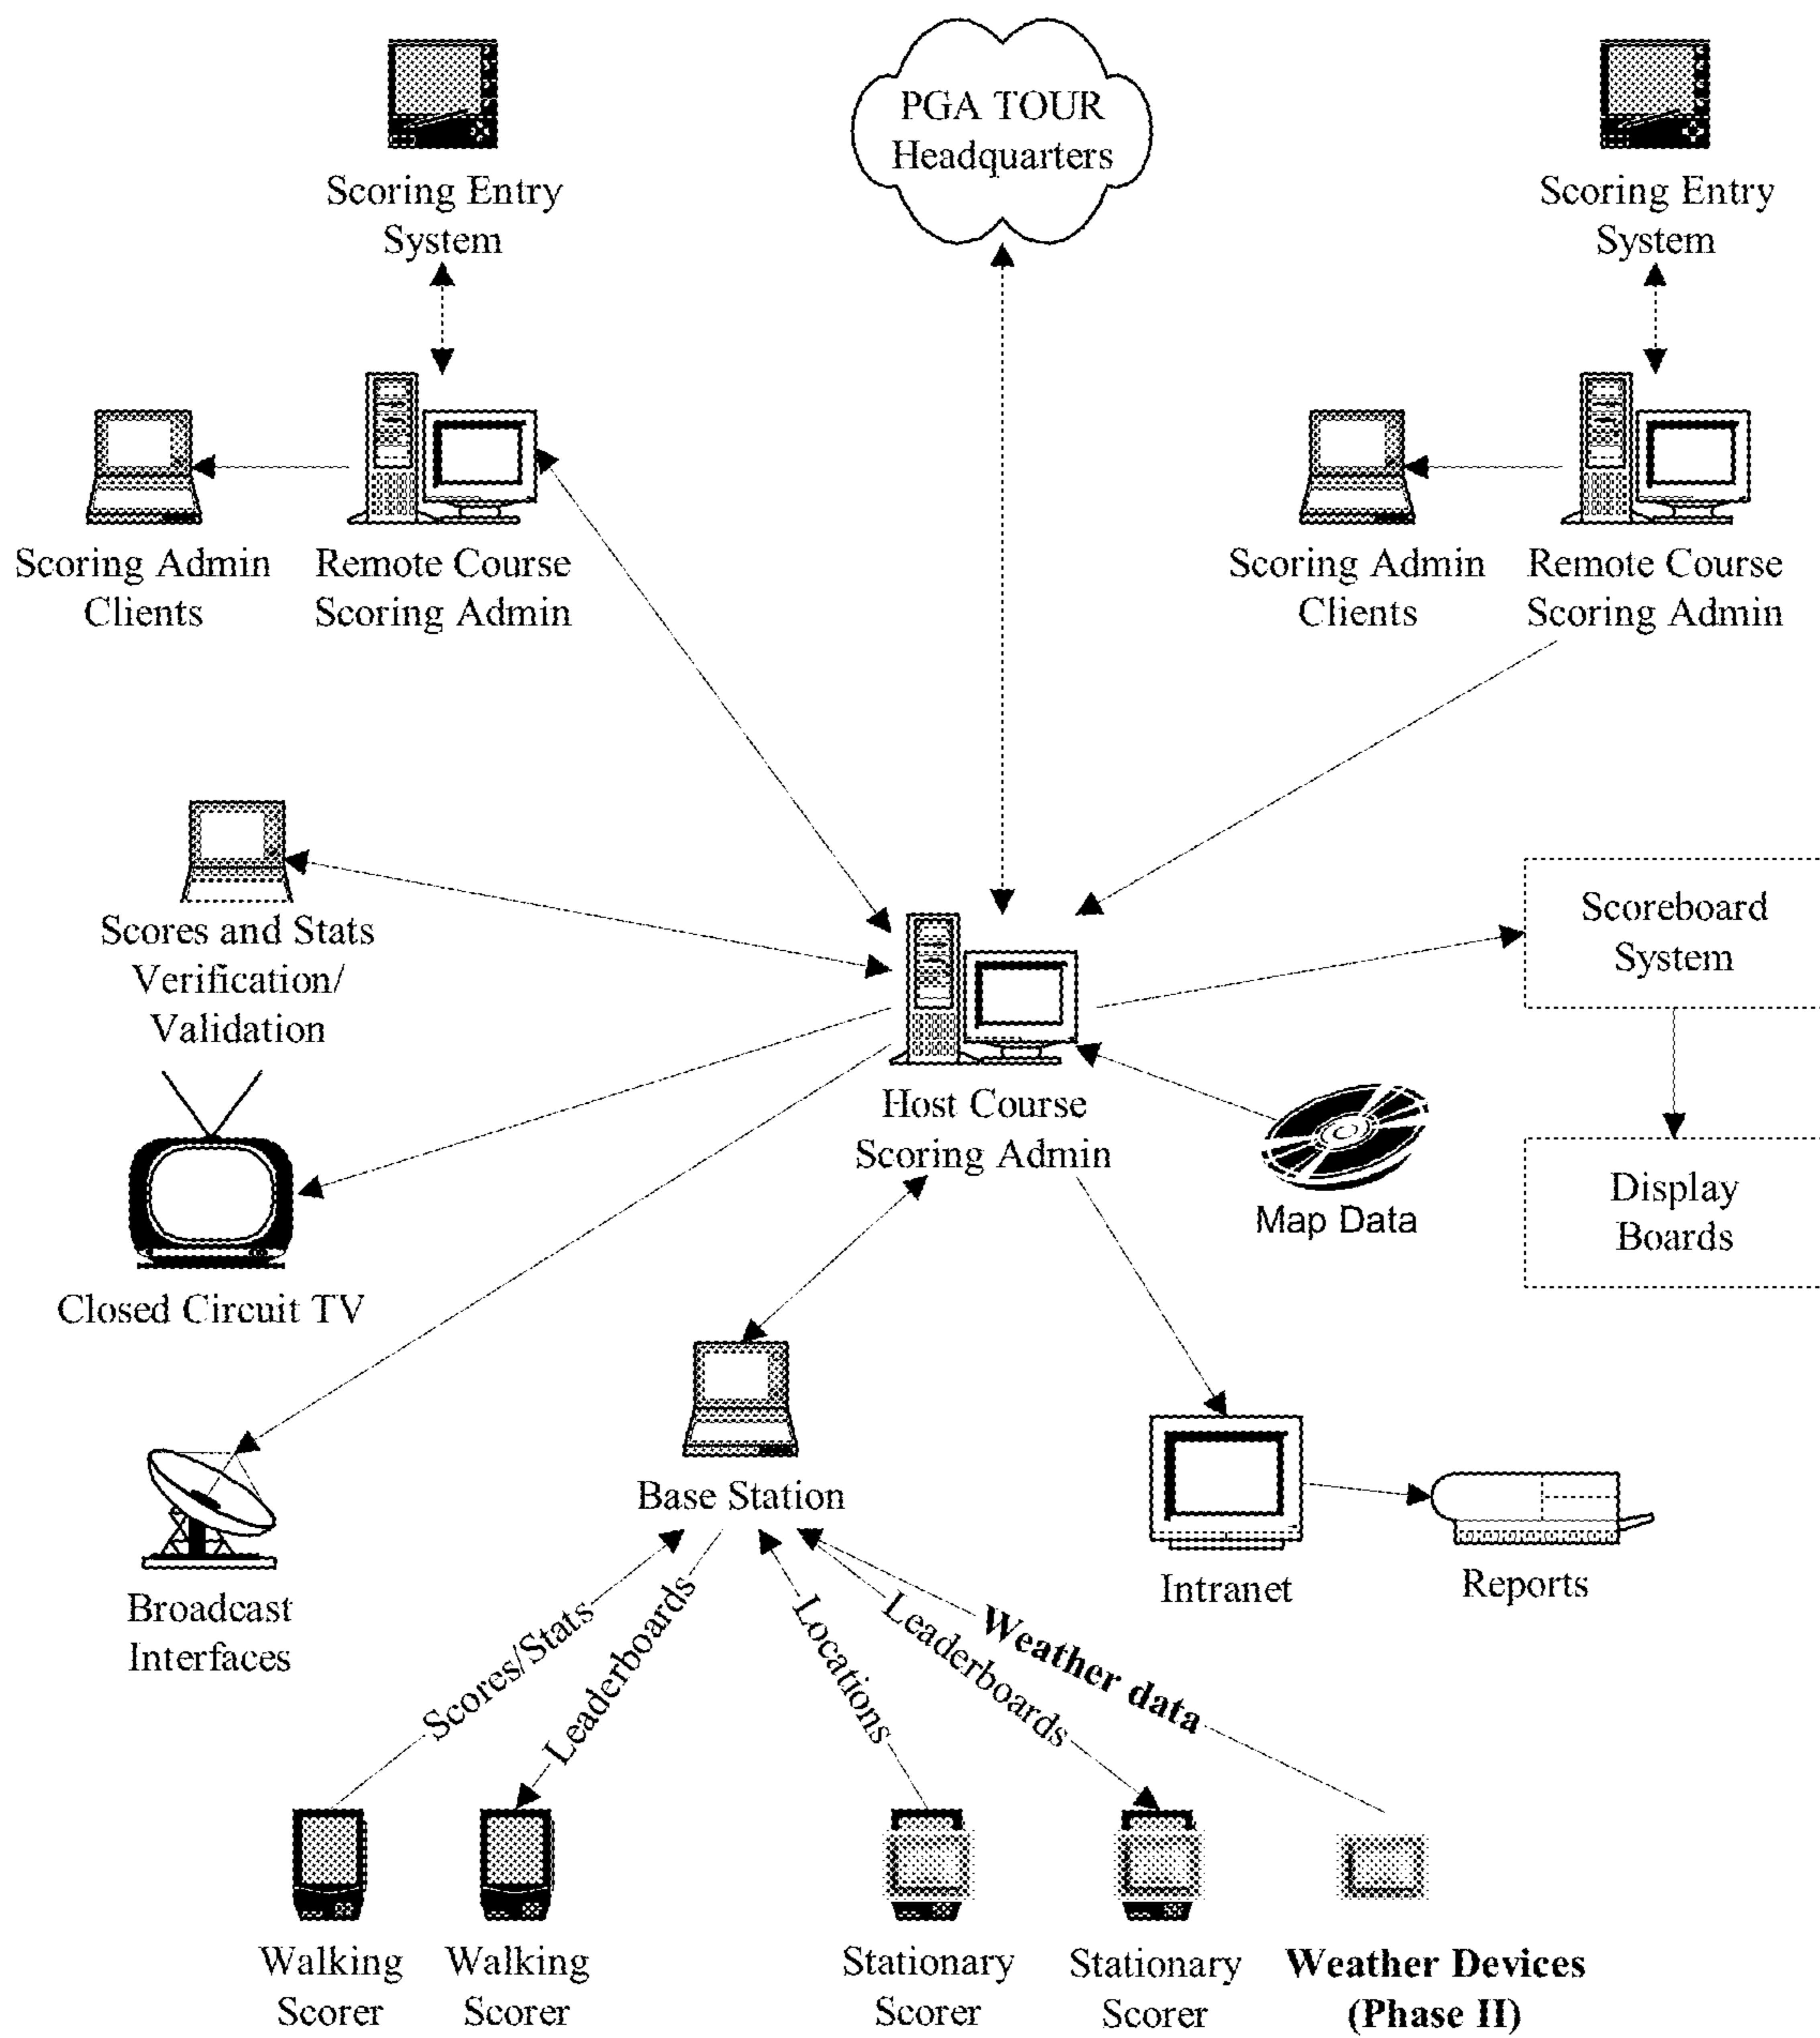 PGA TOUR
Headquarters
Scoring Entry
System
Scoring Entry
System
Scoring Admin
Clients
Remote Course
Scoring Admin
Scoring Admin
Clients
Remote Course
Scoring Admin
Scores and Stats
Verification/
Validation
Scoreboard
System
Host Course
Scoring Admin
Map Data
Display
Boards
Closed Circuit TV
Base Station
Intranet
Reports
Broadcast
Interfaces
Scores/Stats
Leaderboards
Locations
Leaderboards
Weather data
Walking
Scorer
Walking
Scorer
Stationary
Scorer
Stationary
Scorer
Weather Devices
(Phase II)